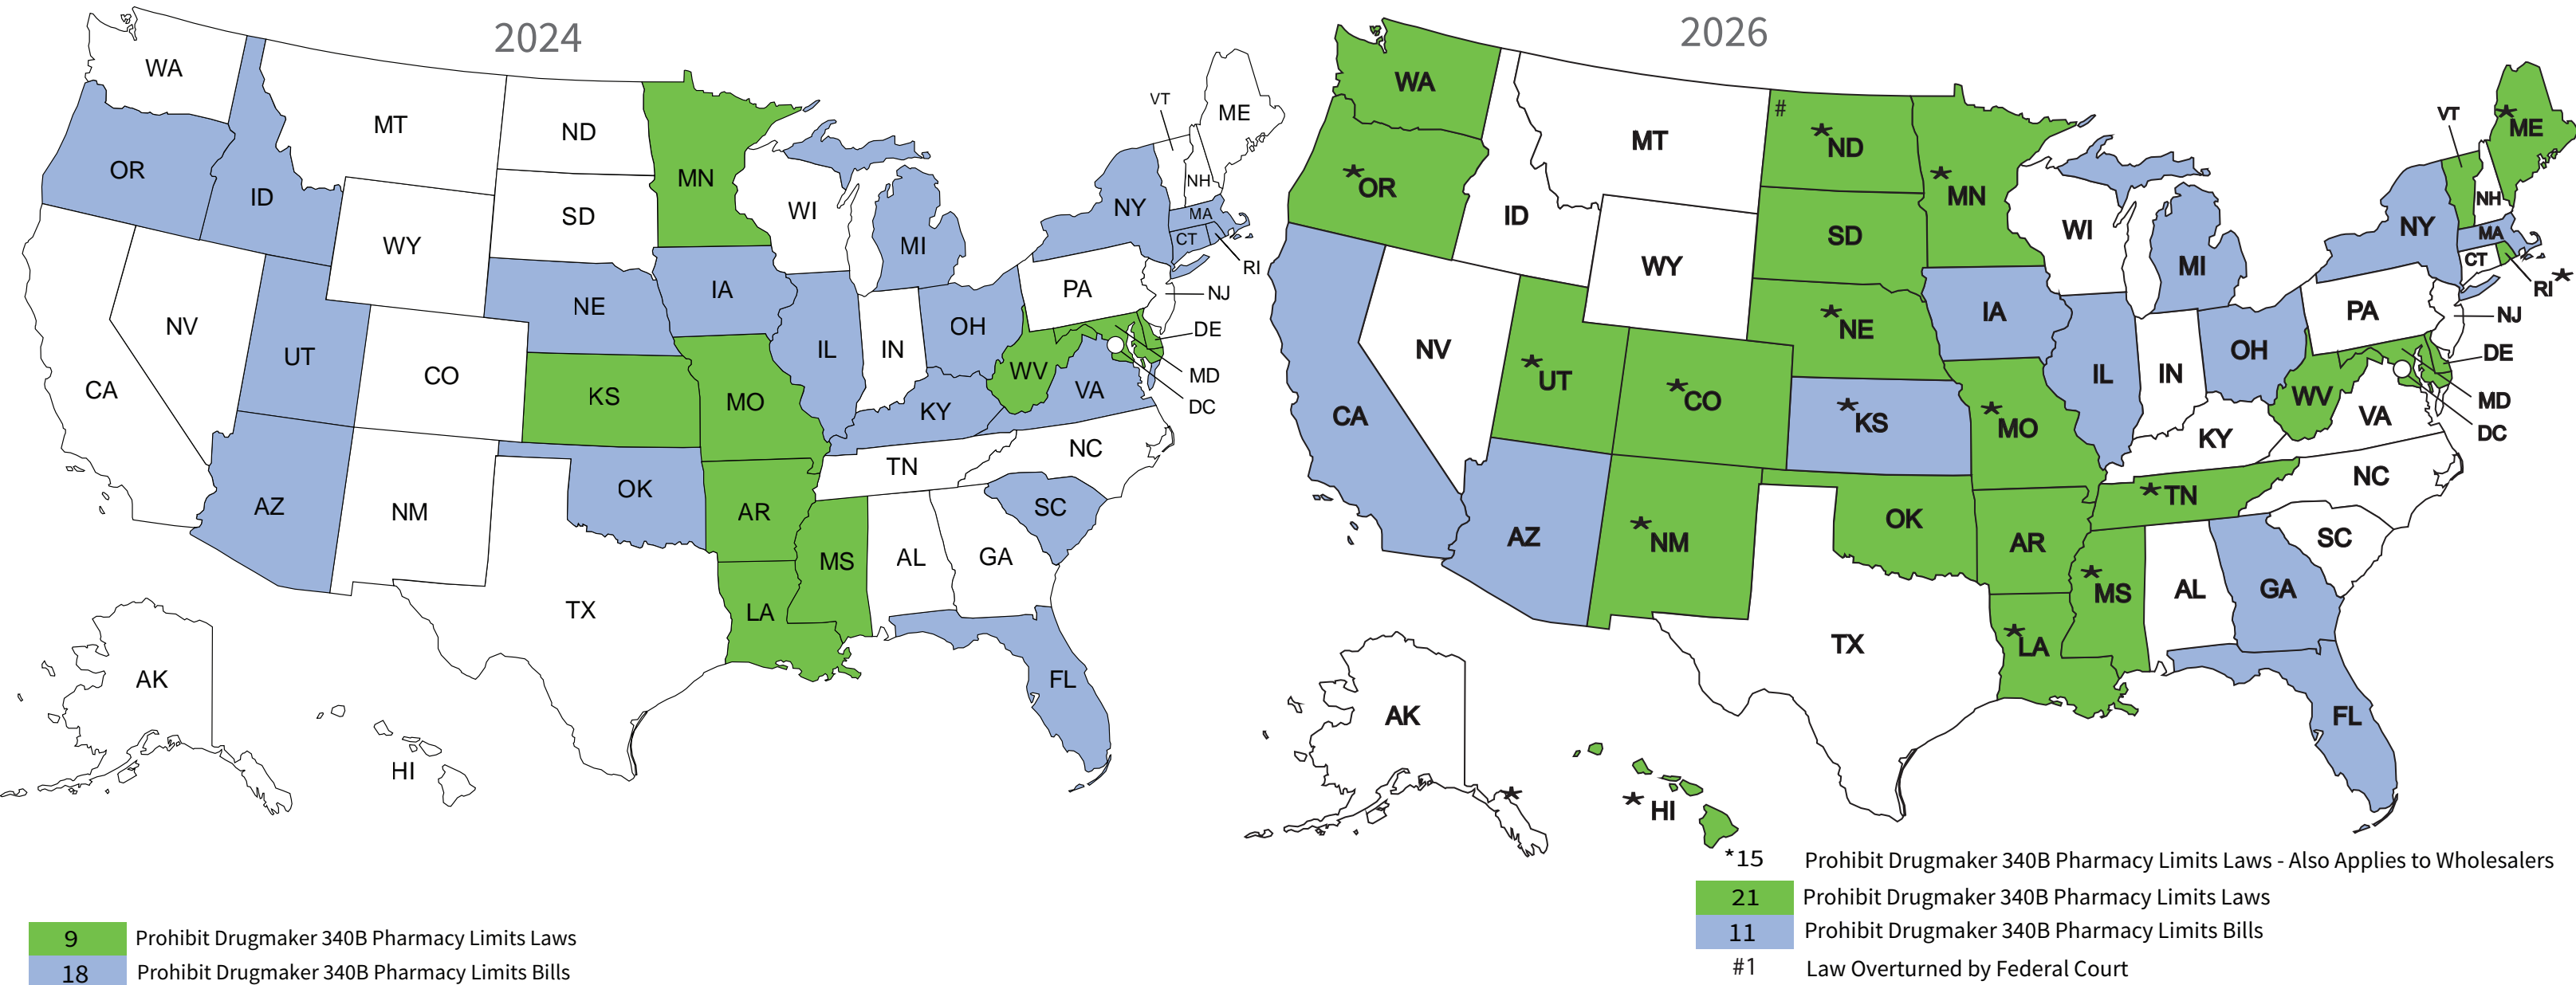 2024
WA
MT
ND
MN
OR
ID
WY
SD
WI
MI
NY
VT
ME
NH
MA
CT
RI
NV
UT
CO
NE
IA
IL
IN
OH
PA
NJ
DE
MD
DC
CA
KS
MO
KY
WV
VA
AZ
NM
OK
AR
TN
NC
SC
MS
AL
GA
TX
LA
FL
AK
HI
9 Prohibit Drugmaker 340B Pharmacy Limits Laws
18 Prohibit Drugmaker 340B Pharmacy Limits Bills
2026
WA
MT
#
*ND
*MN
*OR
ID
WY
SD
WI
MI
NY
VT
*ME
NH
MA
CT
RI*
NV
*UT
*CO
*NE
IA
IL
IN
OH
PA
NJ
DE
MD
DC
CA
*KS
*MO
KY
WV
VA
AZ
*NM
OK
AR
*TN
NC
SC
*MS
AL
GA
TX
*LA
FL
AK
*
*HI
*15 Prohibit Drugmaker 340B Pharmacy Limits Laws - Also Applies to Wholesalers
21 Prohibit Drugmaker 340B Pharmacy Limits Laws
11 Prohibit Drugmaker 340B Pharmacy Limits Bills
#1 Law Overturned by Federal Court